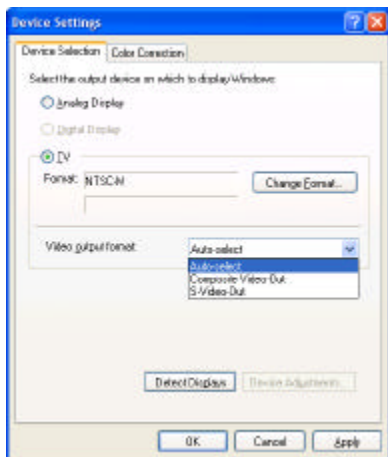 Device Settings
Device Selection Color Correction
Select the output device on which to display Windows:
Analog Display
Digital Display
TV
Format: NTSC-M Change Format...
Video output format: Auto-select
Auto-select
Composite Video-Out
S-Video-Out
Detect Displays Device Adjustments...
OK Cancel Apply